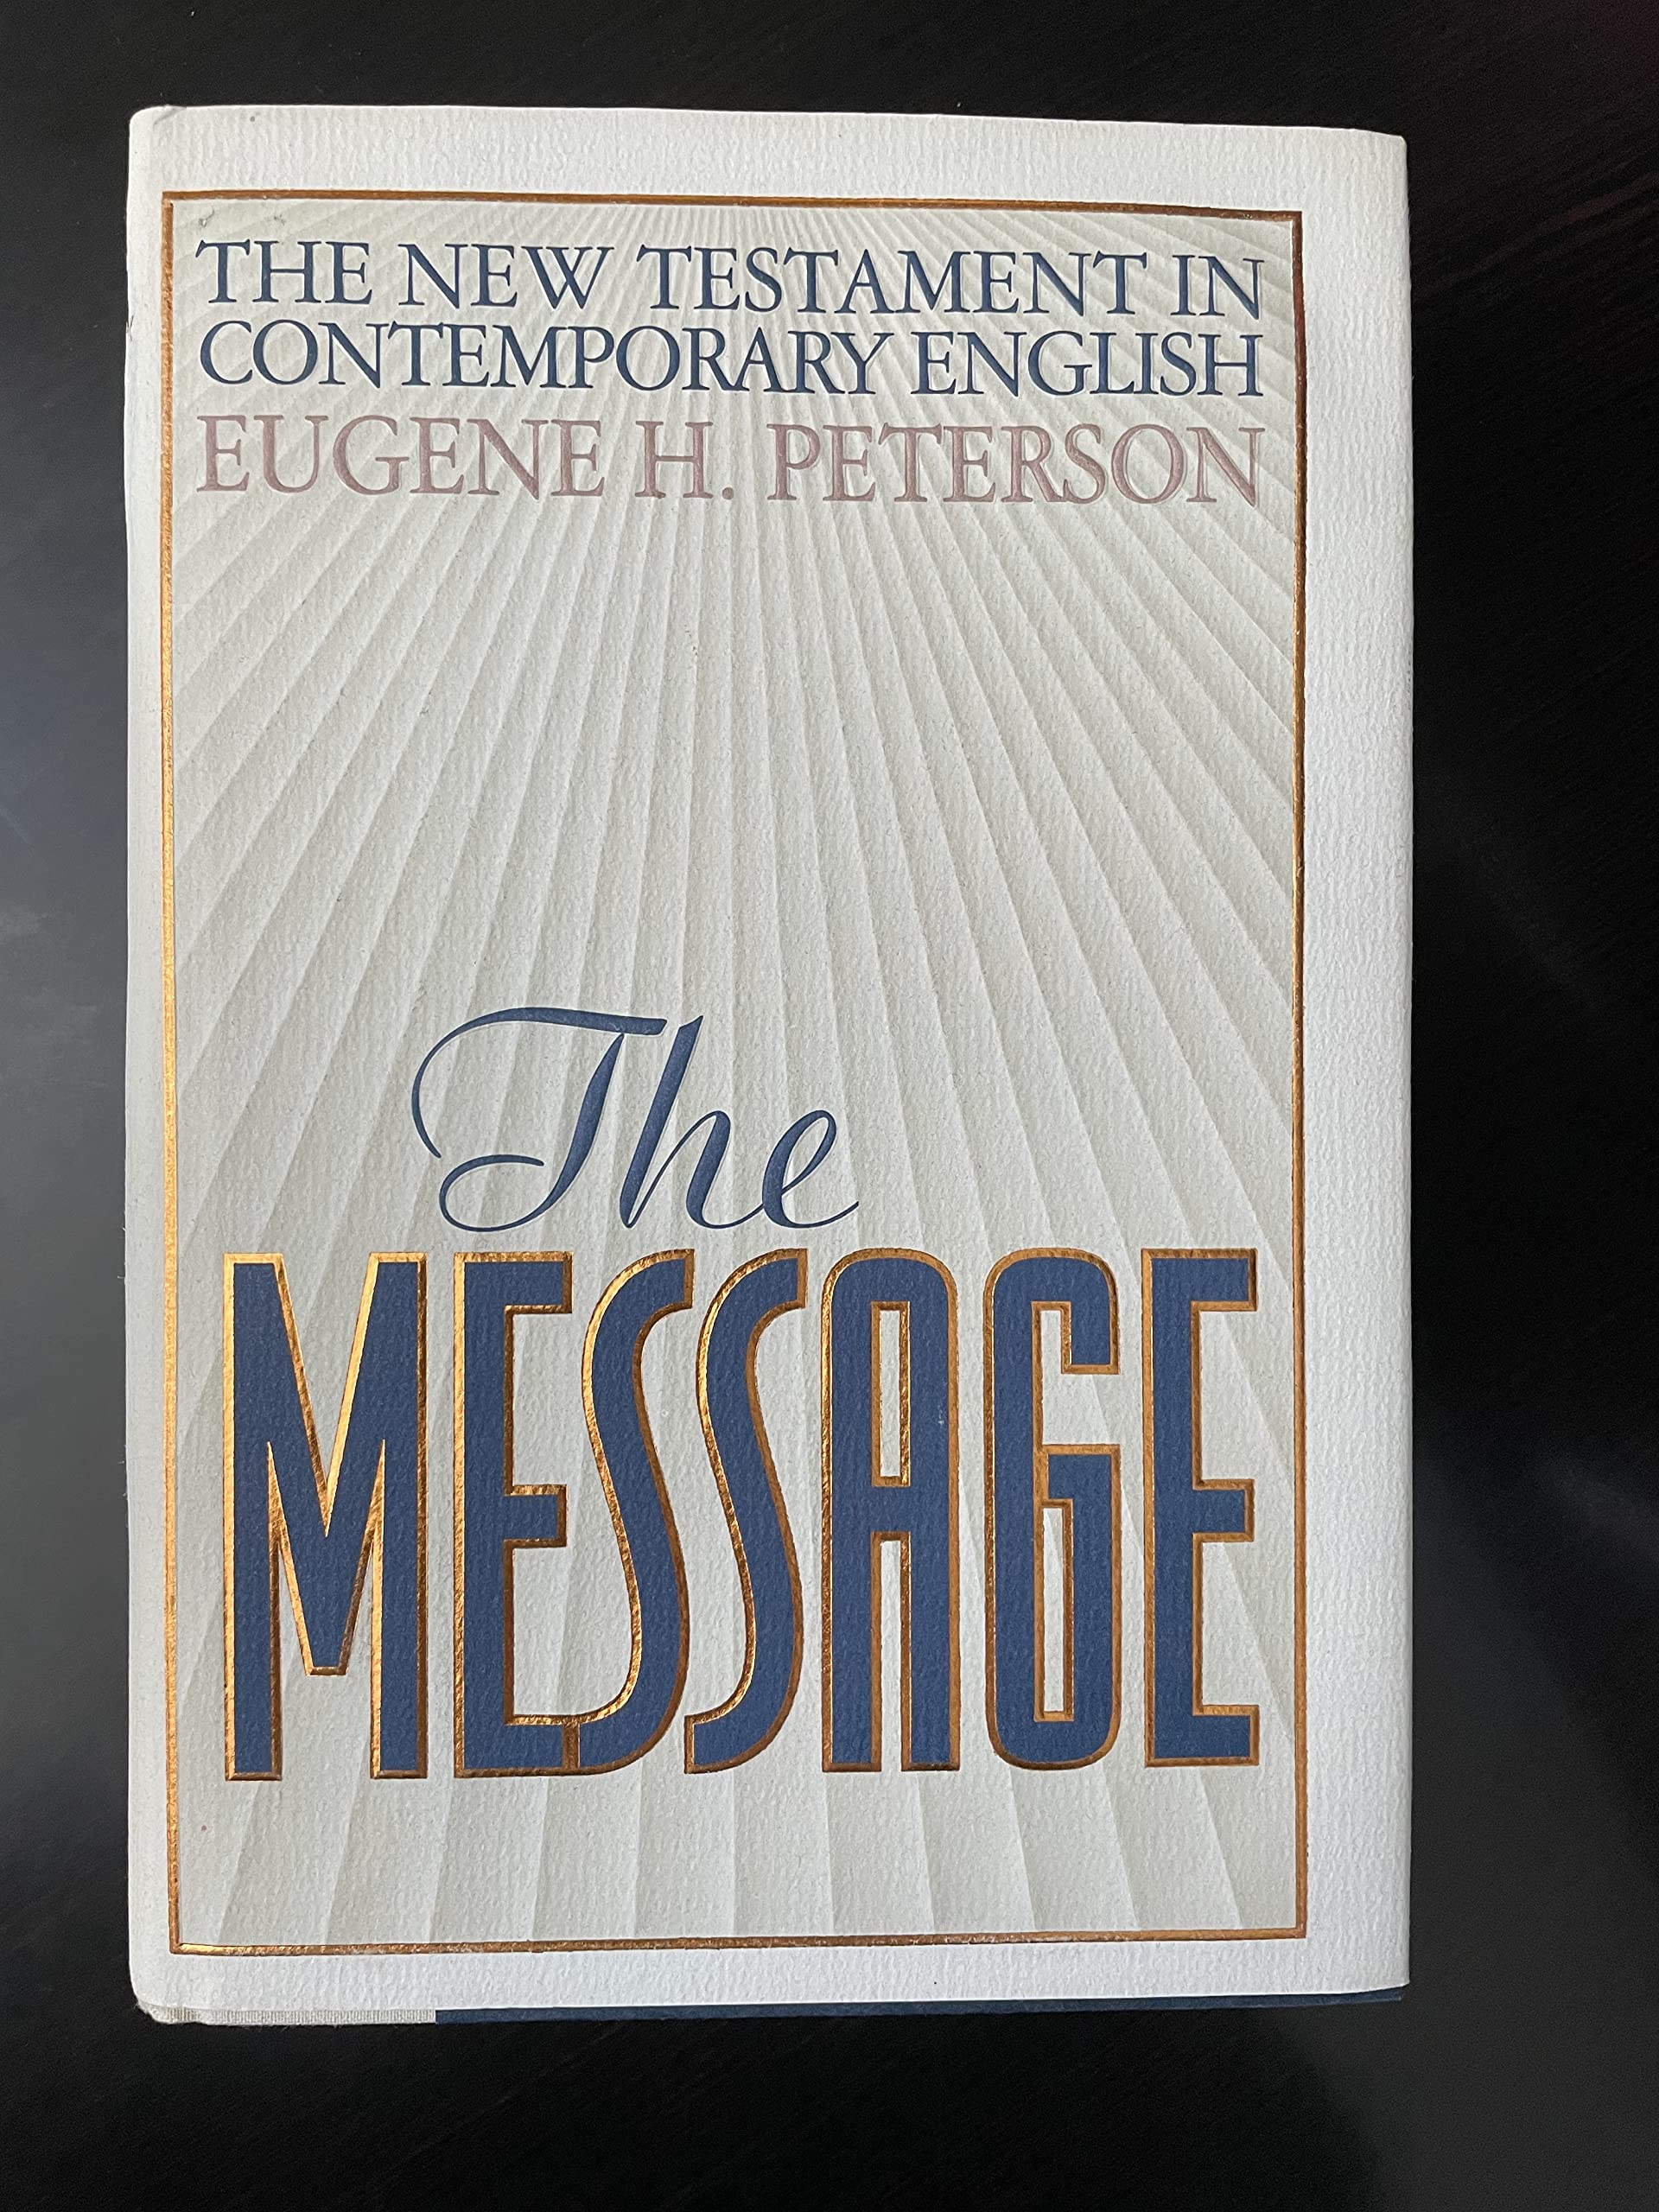 THE NEW TESTAMENT IN
CONTEMPORARY ENGLISH
EUGENE H. PETERSON
The
MESSAGE